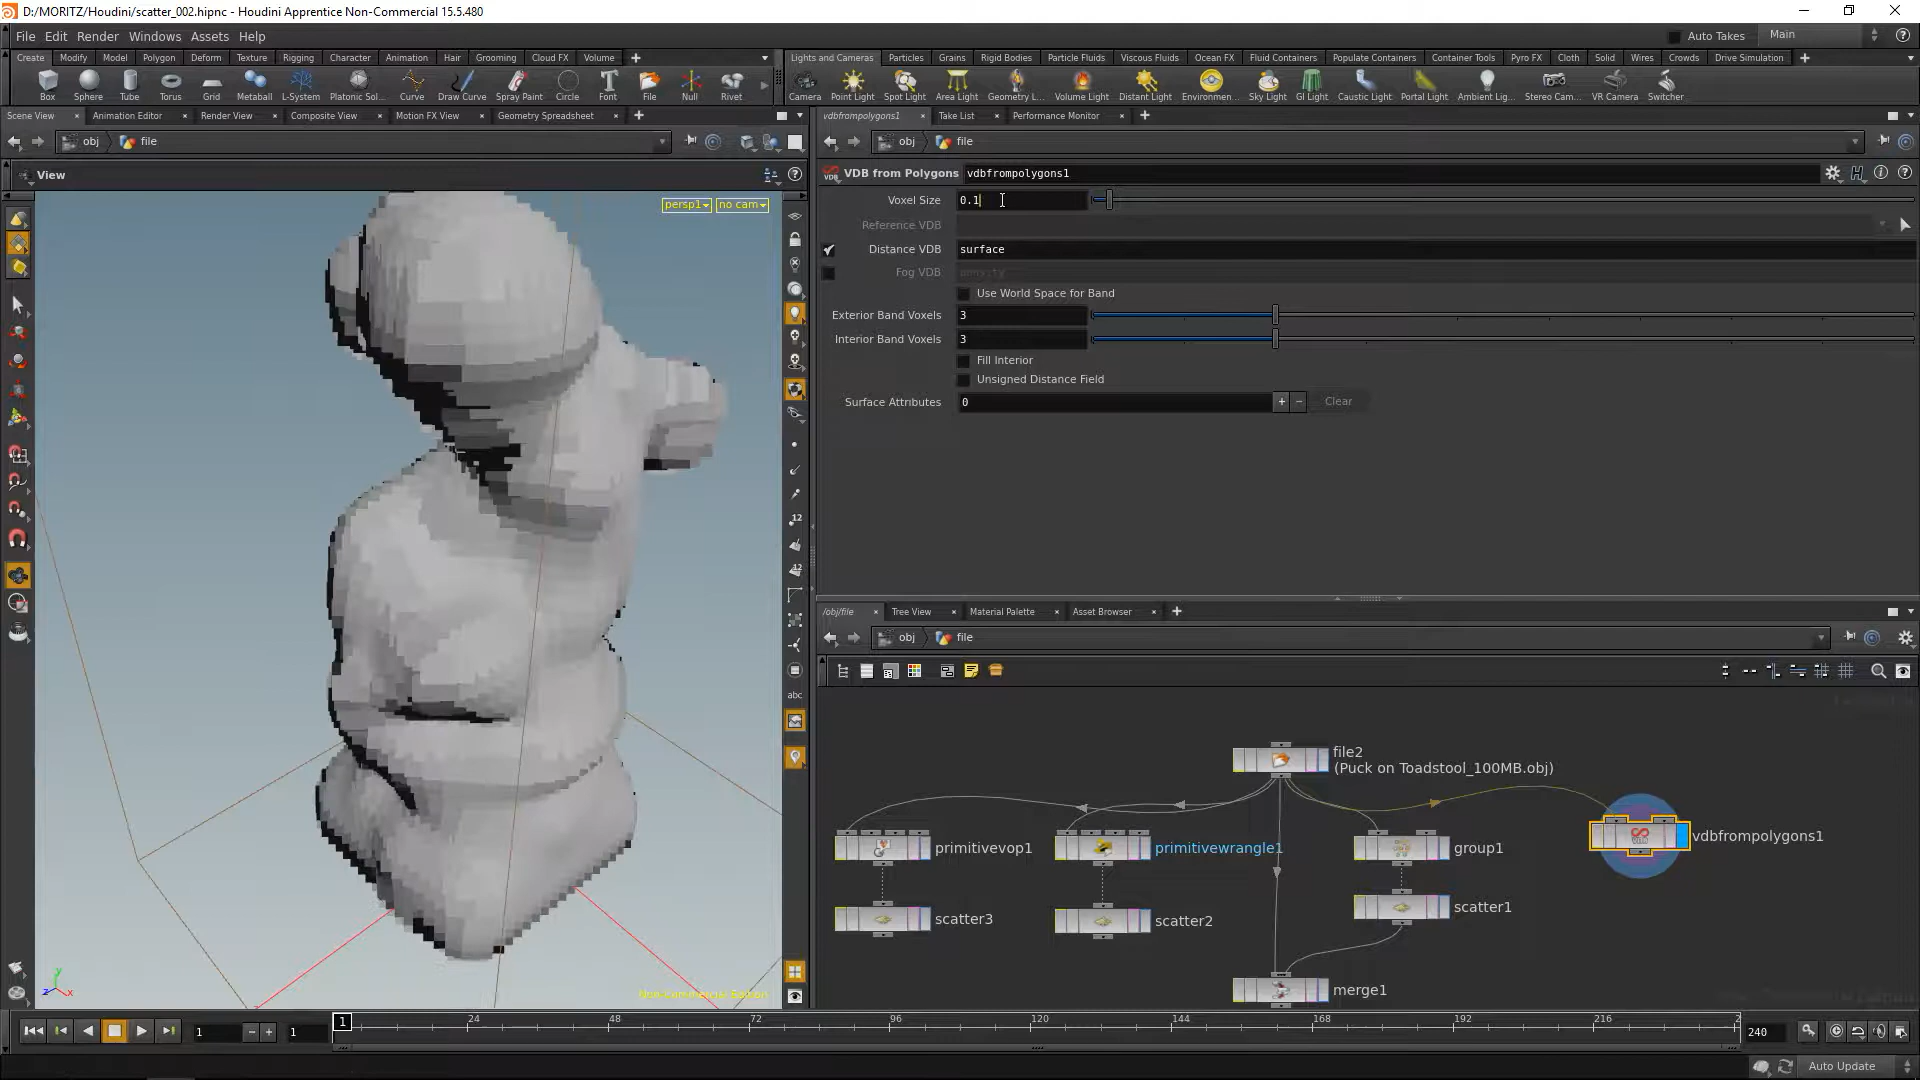 D:/MORITZ/Houdini/scatter_002.hipnc - Houdini Apprentice Non-Commercial 15.5.480
File Edit Render Windows Assets Help
Auto Takes Main
Create Modify Model Polygon Deform Texture Rigging Character Animation Hair Grooming Cloud FX Volume
Lights and Cameras Particles Grains Rigid Bodies Particle Fluids Viscous Fluids Ocean FX Fluid Containers Populate Containers Container Tools Pyro FX Cloth Solid Wires Crowds Drive Simulation
Box Sphere Tube Torus Grid Metaball L-System Platonic Sol... Curve Draw Curve Spray Paint Circle Font File Null Rivet
Camera Point Light Spot Light Area Light Geometry L... Volume Light Distant Light Environmen... Sky Light GI Light Caustic Light Portal Light Ambient Lig... Stereo Cam... VR Camera Switcher
Scene View Animation Editor Render View Composite View Motion FX View Geometry Spreadsheet
vdbfrompolygons1 Take List Performance Monitor
obj file
obj file
View
persp1 no cam
VDB from Polygons vdbfrompolygons1
Voxel Size 0.1
Reference VDB
Distance VDB surface
Fog VDB density
Use World Space for Band
Exterior Band Voxels 3
Interior Band Voxels 3
Fill Interior
Unsigned Distance Field
Surface Attributes 0 + - Clear
12
12
abc
/obj/file Tree View Material Palette Asset Browser
obj file
file2
(Puck on Toadstool_100MB.obj)
primitivevop1
primitivewrangle1
group1
vdbfrompolygons1
scatter3
scatter2
scatter1
merge1
y
z x
Non-Commercial Edition
1 1 1 24 48 72 96 120 144 168 192 216 2 240
Auto Update